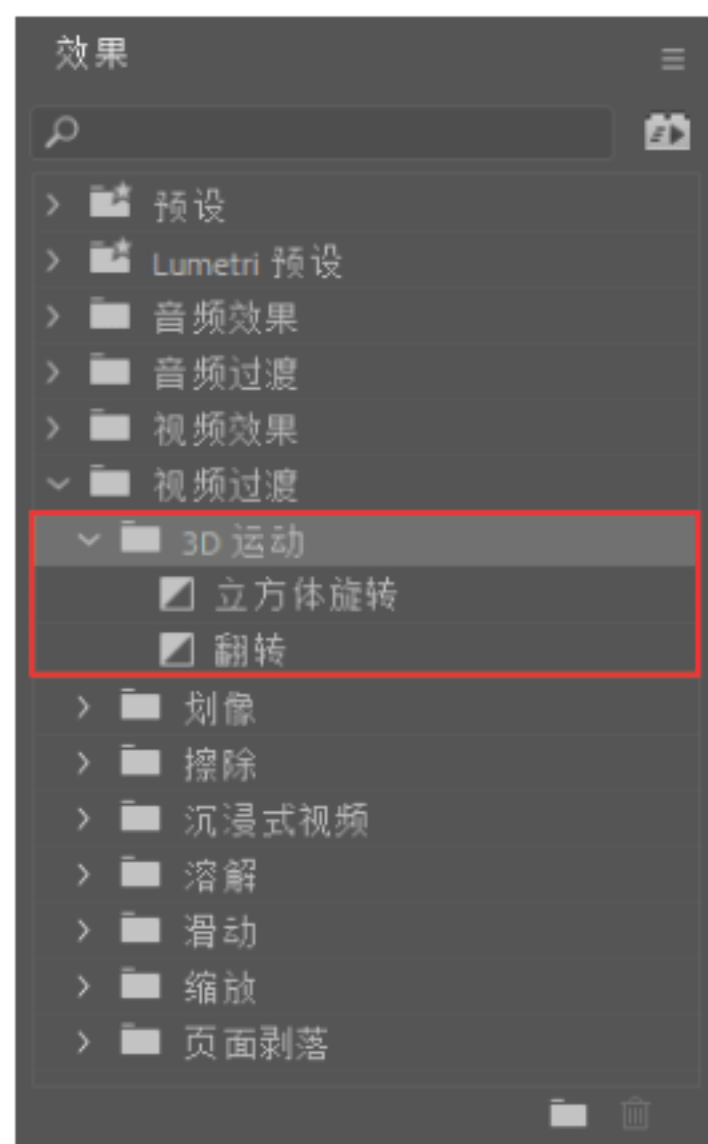 效果
预设
Lumetri 预设
音频效果
音频过渡
视频效果
视频过渡
3D 运动
立方体旋转
翻转
划像
擦除
沉浸式视频
溶解
滑动
缩放
页面剥落